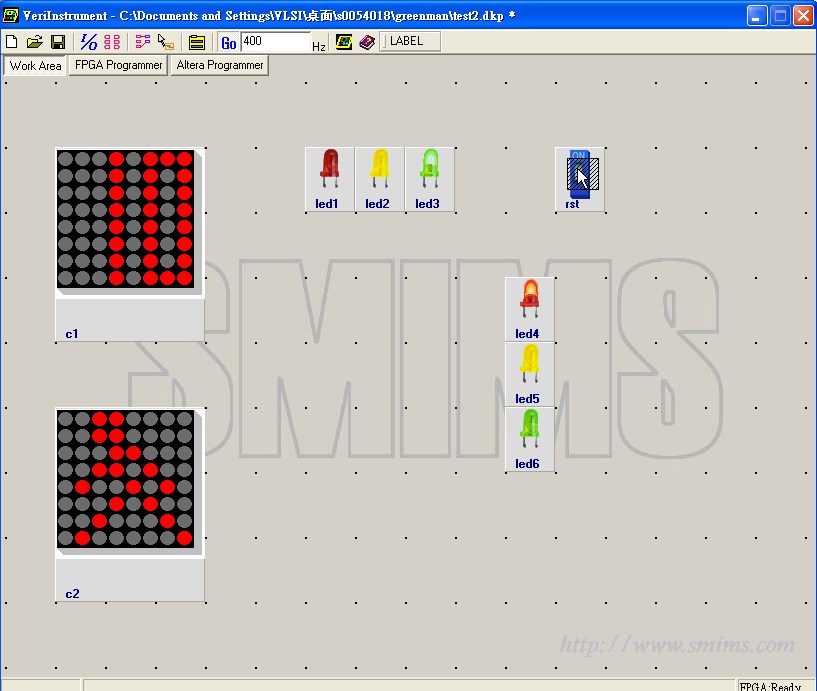 VeriInstrument - C:\Documents and Settings\VLSI\桌面\s0054018\greenman\test2.dkp *
I/O Go 400 Hz LABEL
Work Area FPGA Programmer Altera Programmer
led1 led2 led3 ON rst
c1
led4
led5
led6
c2
SMIMS
http://www.smims.com
FPGA:Ready